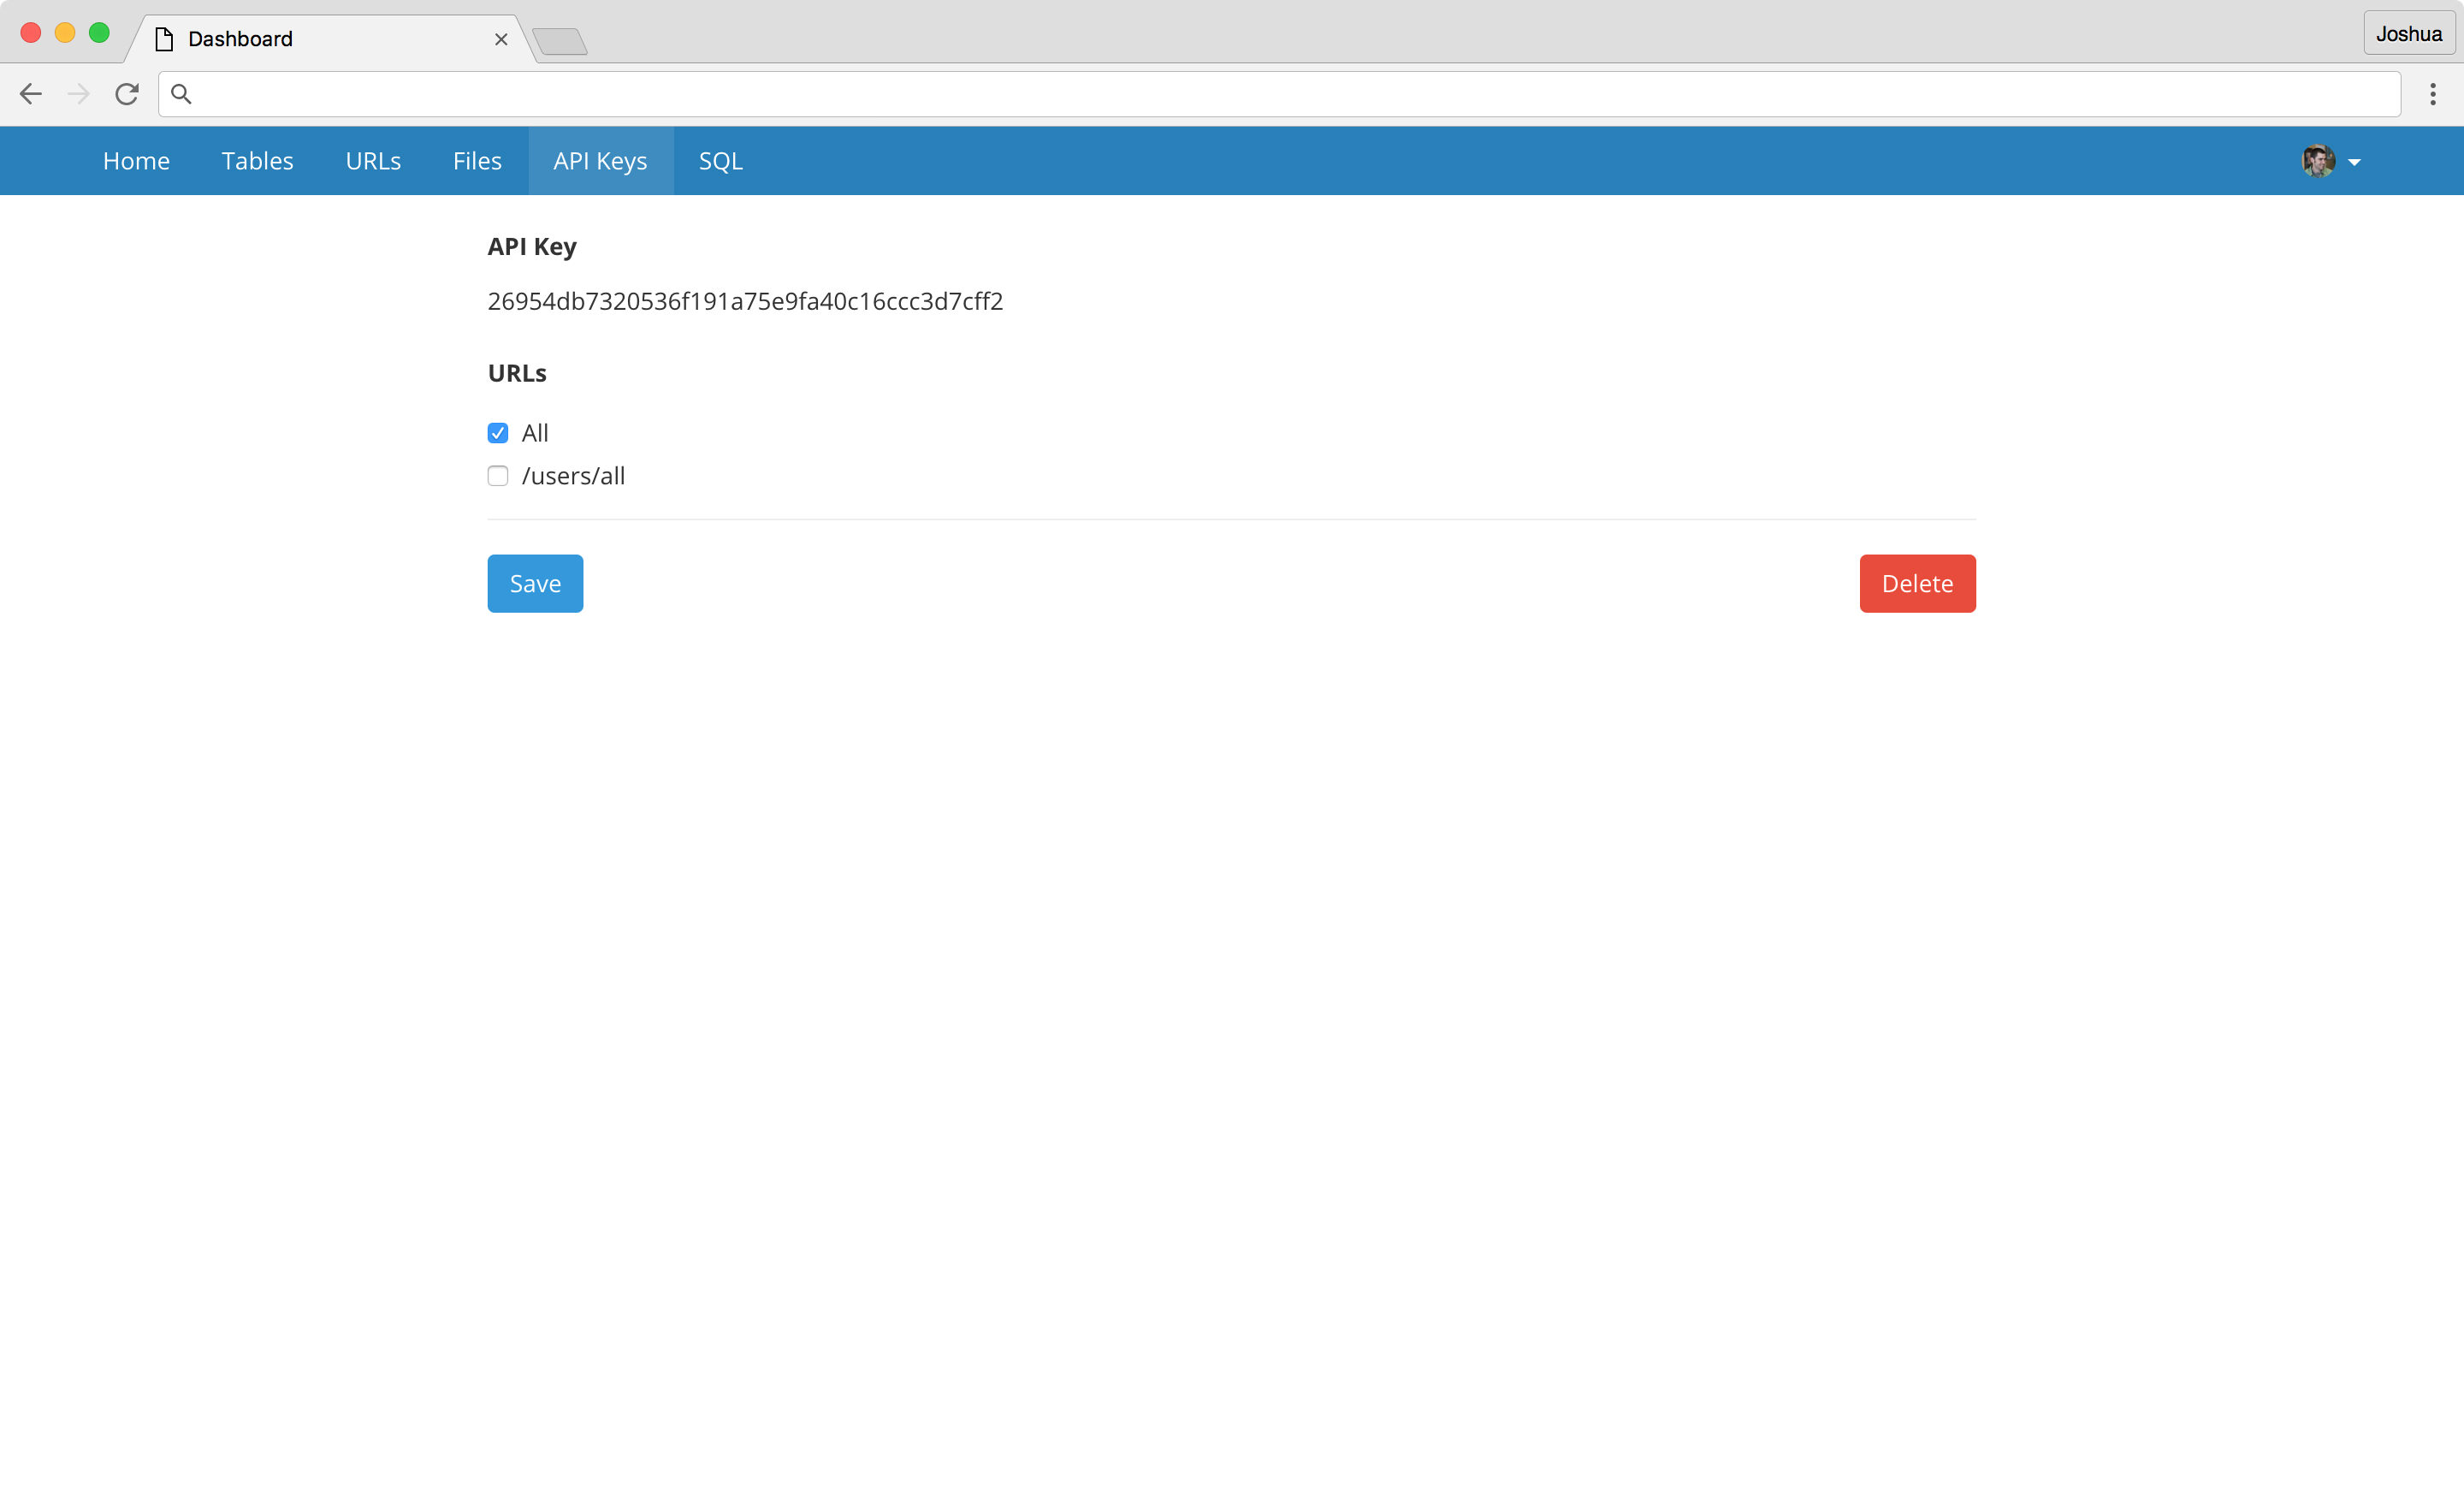 Dashboard
Joshua
Home Tables URLs Files API Keys SQL
API Key
26954db7320536f191a75e9fa40c16ccc3d7cff2
URLs
All
/users/all
Save Delete